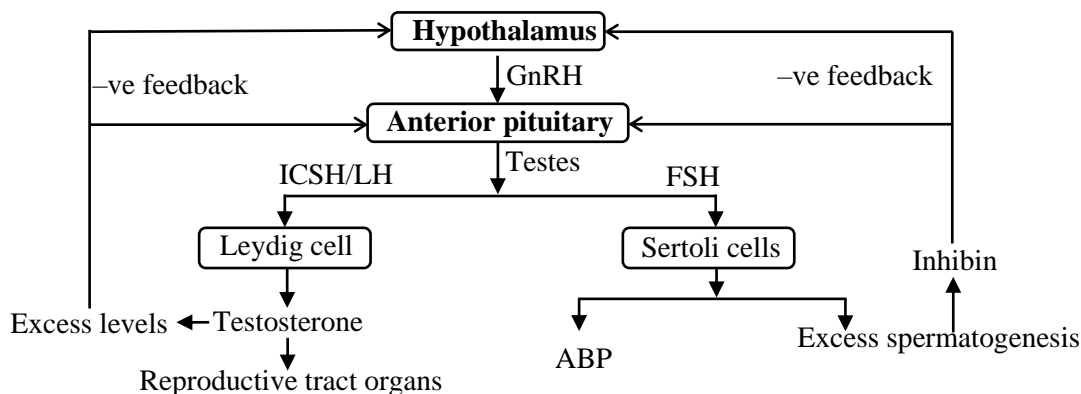 Hypothalamus
–ve feedback
GnRH
–ve feedback
Anterior pituitary
Testes
ICSH/LH
FSH
Leydig cell
Sertoli cells
Inhibin
Excess levels
Testosterone
ABP
Excess spermatogenesis
Reproductive tract organs